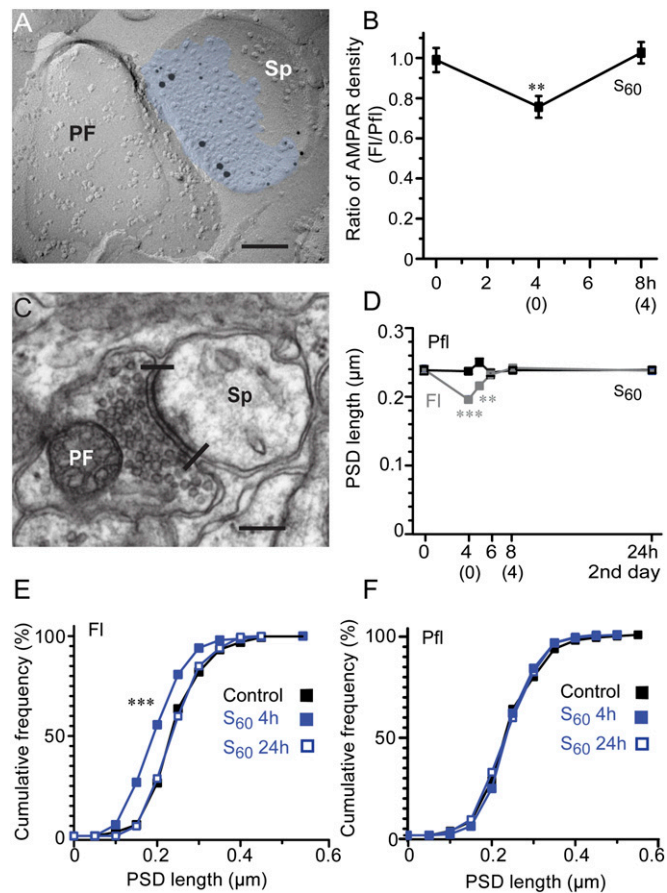 A
PF
Sp
B
Ratio of AMPAR density
(Fl/Pfl)
1.2
1.0
0.8
0.6
0.4
0.2
0
**
S60
0 2 4 6 8h
(0) (4)
C
PF
Sp
D
PSD length (µm)
0.3
0.2
0.1
0
Pfl
Fl
**
***
S60
0 4 6 8 24h
(0) (4) 2nd day
E
Fl
Cumulative frequency (%)
100
50
0
***
Control
S60 4h
S60 24h
0 0.2 0.4 0.6
PSD length (µm)
F
Pfl
Cumulative frequency (%)
100
50
0
Control
S60 4h
S60 24h
0 0.2 0.4 0.6
PSD length (µm)